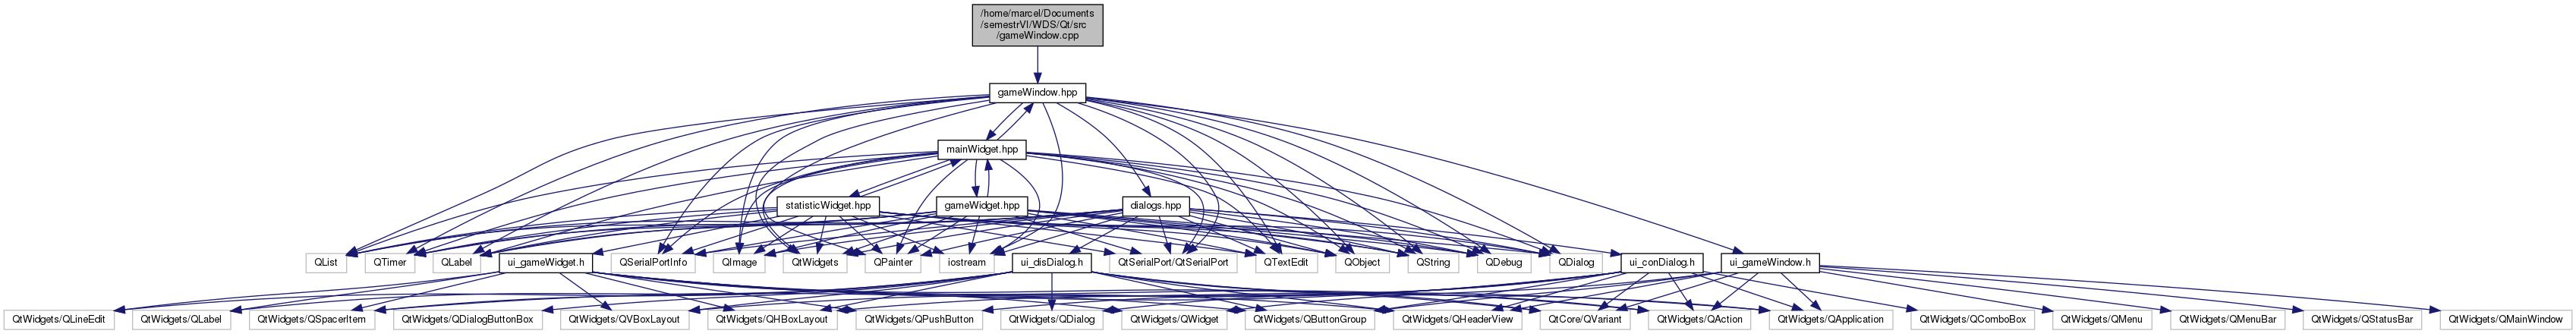 /home/marcel/Documents
/semestrVI/WDS/Qt/src
/gameWindow.cpp
gameWindow.hpp
mainWidget.hpp
statisticWidget.hpp
gameWidget.hpp
dialogs.hpp
QList
QTimer
QLabel
ui_gameWidget.h
QSerialPortInfo
QImage
QtWidgets
QPainter
iostream
ui_disDialog.h
QtSerialPort/QtSerialPort
QTextEdit
QObject
QString
QDebug
QDialog
ui_conDialog.h
ui_gameWindow.h
QtWidgets/QLineEdit
QtWidgets/QLabel
QtWidgets/QSpacerItem
QtWidgets/QDialogButtonBox
QtWidgets/QVBoxLayout
QtWidgets/QHBoxLayout
QtWidgets/QPushButton
QtWidgets/QDialog
QtWidgets/QWidget
QtWidgets/QButtonGroup
QtWidgets/QHeaderView
QtCore/QVariant
QtWidgets/QAction
QtWidgets/QApplication
QtWidgets/QComboBox
QtWidgets/QMenu
QtWidgets/QMenuBar
QtWidgets/QStatusBar
QtWidgets/QMainWindow